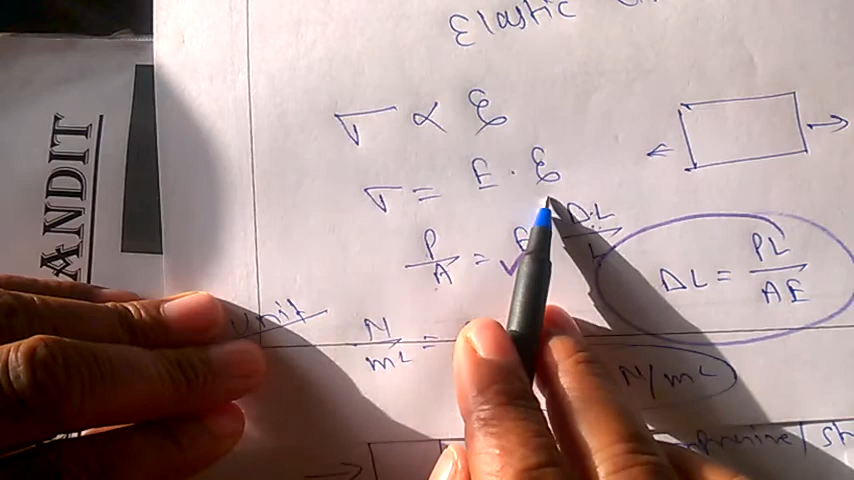 Elastic
σ ∝ ε
σ = E · ε
P/A = E ΔL/L
ΔL = PL/AE
Unit
N/m² =
N/m²
ANDIT